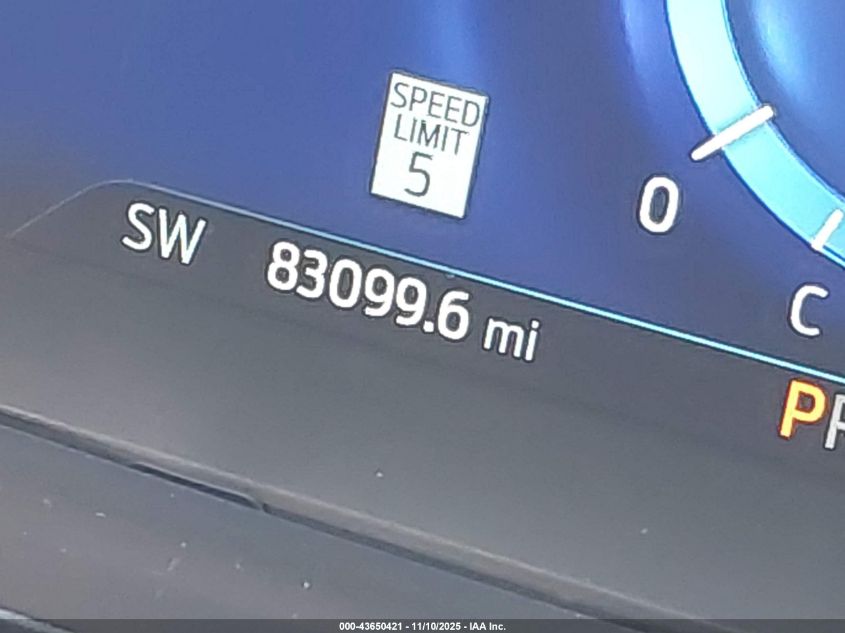 SPEED
LIMIT
5
0
SW 83099.6 mi
C
P
000-43650421 - 11/10/2025 - IAA Inc.